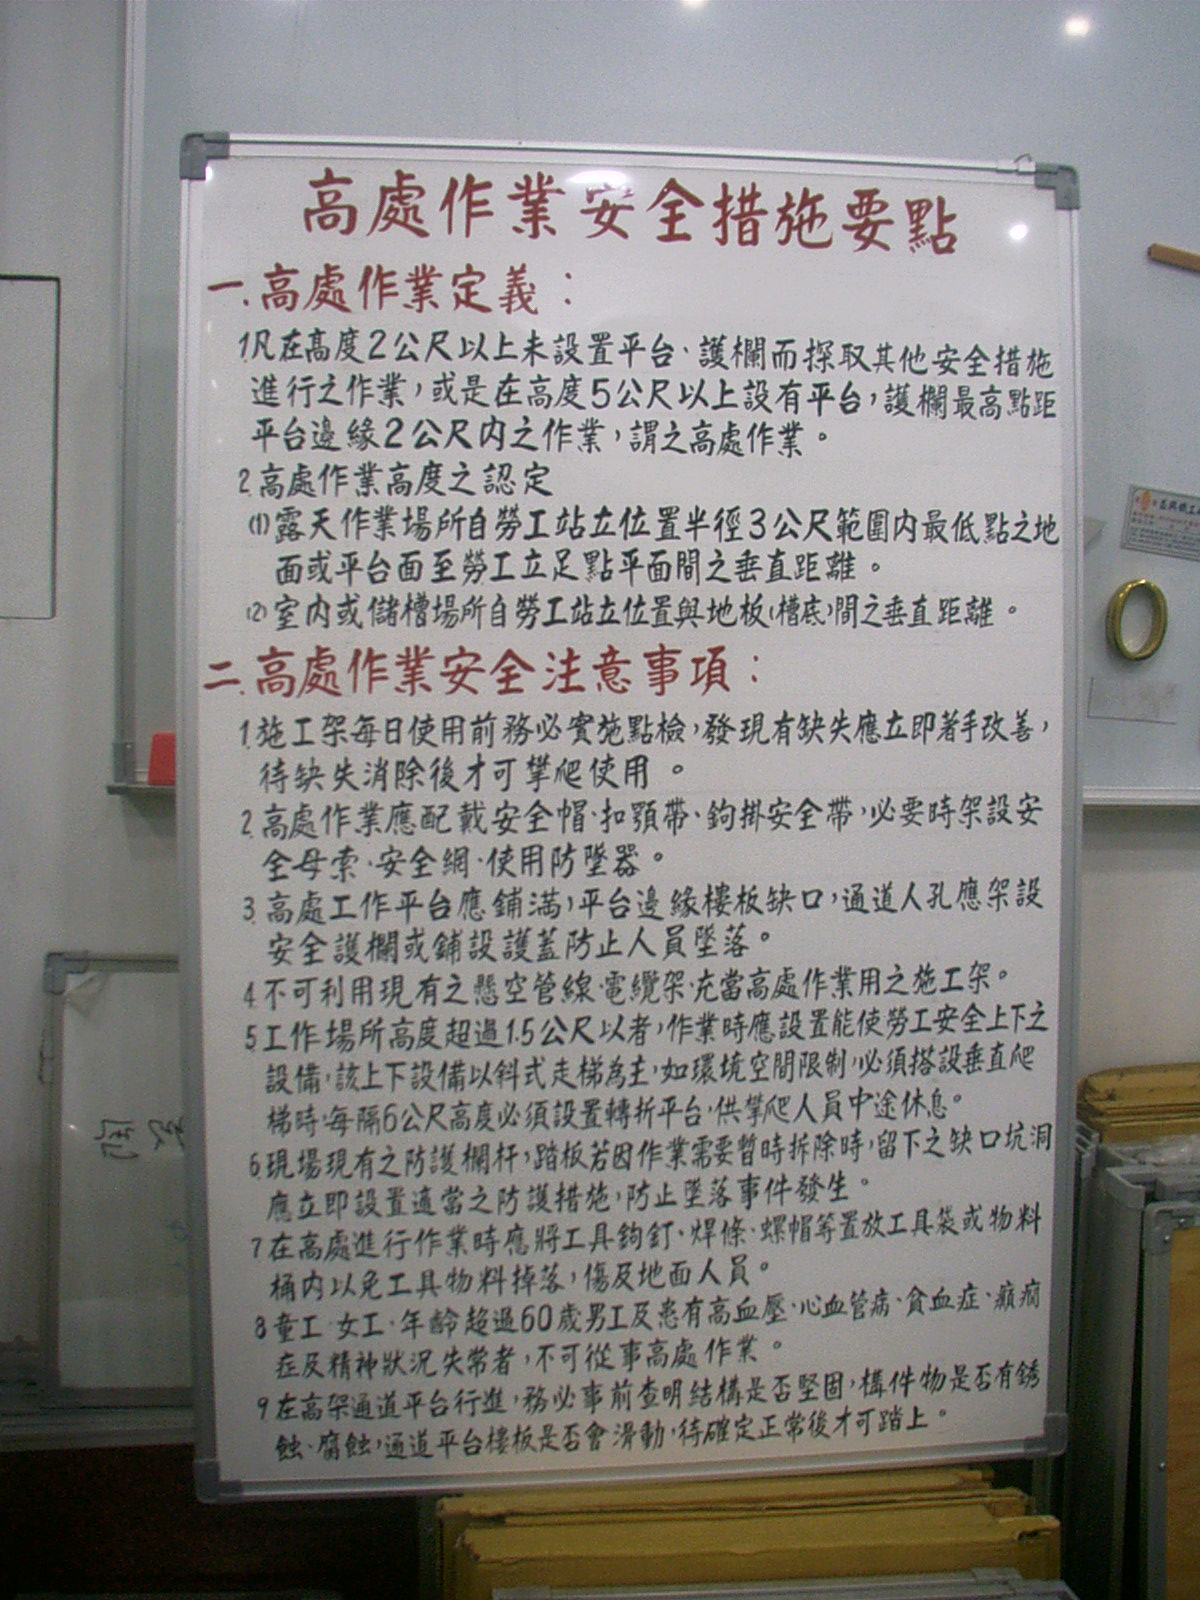 高處作業安全措施要點
一.高處作業定義：
1.凡在高度2公尺以上未設置平台、護欄而採取其他安全措施
進行之作業，或是在高度5公尺以上設有平台，護欄最高點距
平台邊緣2公尺內之作業，謂之高處作業。
2.高處作業高度之認定
(1)露天作業場所自勞工站立位置半徑3公尺範圍內最低點之地
面或平台面至勞工立足點平面間之垂直距離。
(2)室內或儲槽場所自勞工站立位置與地板(槽底)間之垂直距離。
二.高處作業安全注意事項：
1.施工架每日使用前務必實施點檢，發現有缺失應立即著手改善，
待缺失消除後才可攀爬使用。
2.高處作業應配戴安全帽、扣顎帶、鉤掛安全帶，必要時架設安
全母索、安全網、使用防墜器。
3.高處工作平台應鋪滿，平台邊緣樓板缺口，通道人孔應架設
安全護欄或鋪設護蓋防止人員墜落。
4.不可利用現有之懸空管線、電纜架、充當高處作業用之施工架。
5.工作場所高度超過1.5公尺以者，作業時應設置能使勞工安全上下之
設備，該上下設備以斜式走梯為主，如環境空間限制，必須搭設垂直爬
梯時，每隔6公尺高度必須設置轉折平台，供攀爬人員中途休息。
6.現場現有之防護欄杆，踏板若因作業需要暫時拆除時，留下之缺口坑洞
應立即設置適當之防護措施，防止墜落事件發生。
7在高處進行作業時應將工具鉤釘、焊條、螺帽等置放工具袋或物料
桶內以免工具物料掉落，傷及地面人員。
8童工、女工、年齡超過60歲男工及患有高血壓、心血管病、貧血症、癲癇
症及精神狀況失常者，不可從事高處作業。
9在高架通道平台行進，務必事前查明結構是否堅固，構件物是否有銹
蝕、腐蝕，通道平台樓板是否會滑動，待確定正常後才可踏上。